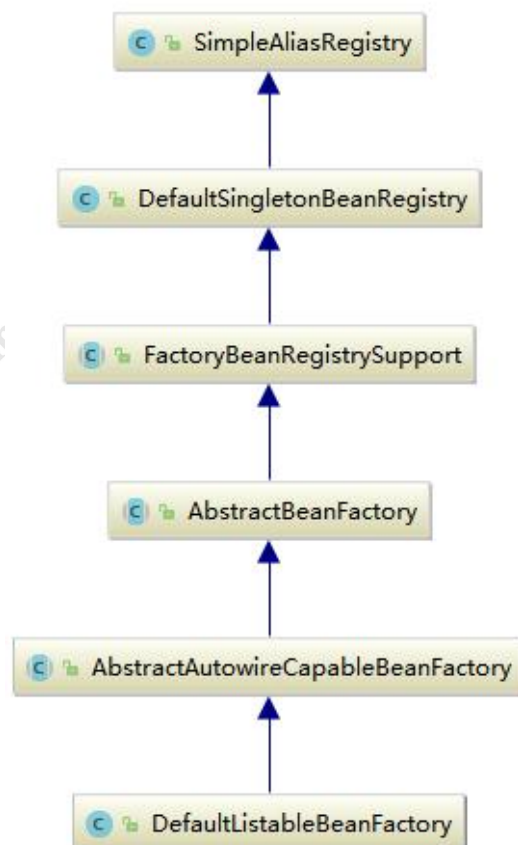 C SimpleAliasRegistry
C DefaultSingletonBeanRegistry
C FactoryBeanRegistrySupport
C AbstractBeanFactory
C AbstractAutowireCapableBeanFactory
C DefaultListableBeanFactory